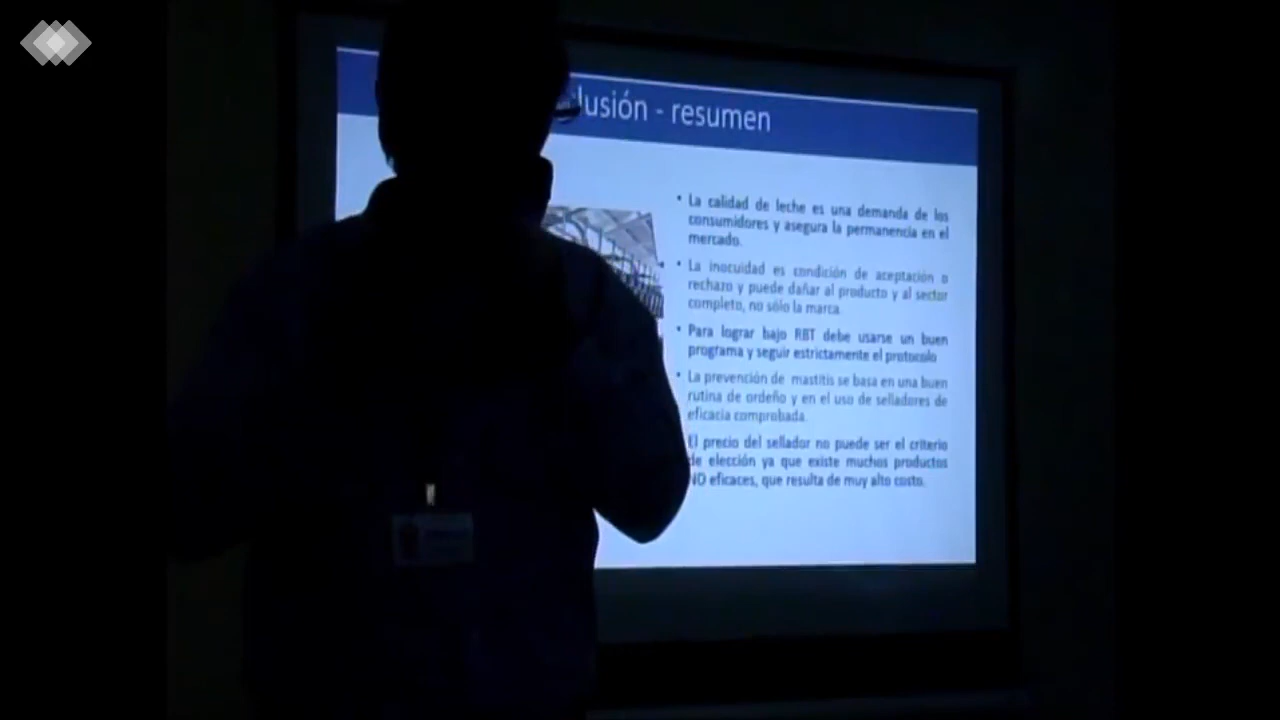 lusión - resumen
• La calidad de leche es una demanda de los
consumidores y asegura la permanencia en el
mercado.
• La inocuidad es condición de aceptación o
rechazo y puede dañar al producto y al sector
completo, no sólo la marca.
• Para lograr bajo RBT debe usarse un buen
programa y seguir estrictamente el protocolo
• La prevención de mastitis se basa en una buen
rutina de ordeño y en el uso de selladores de
eficacia comprobada.
El precio del sellador no puede ser el criterio
de elección ya que existe muchos productos
NO eficaces, que resulta de muy alto costo.